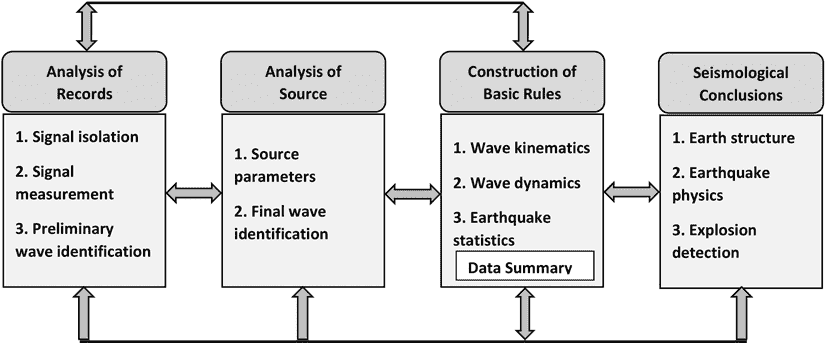 Analysis of
Records
1. Signal isolation
2. Signal
measurement
3. Preliminary
wave identification
Analysis of
Source
1. Source
parameters
2. Final wave
identification
Construction of
Basic Rules
1. Wave kinematics
2. Wave dynamics
3. Earthquake
statistics
Data Summary
Seismological
Conclusions
1. Earth structure
2. Earthquake
physics
3. Explosion
detection